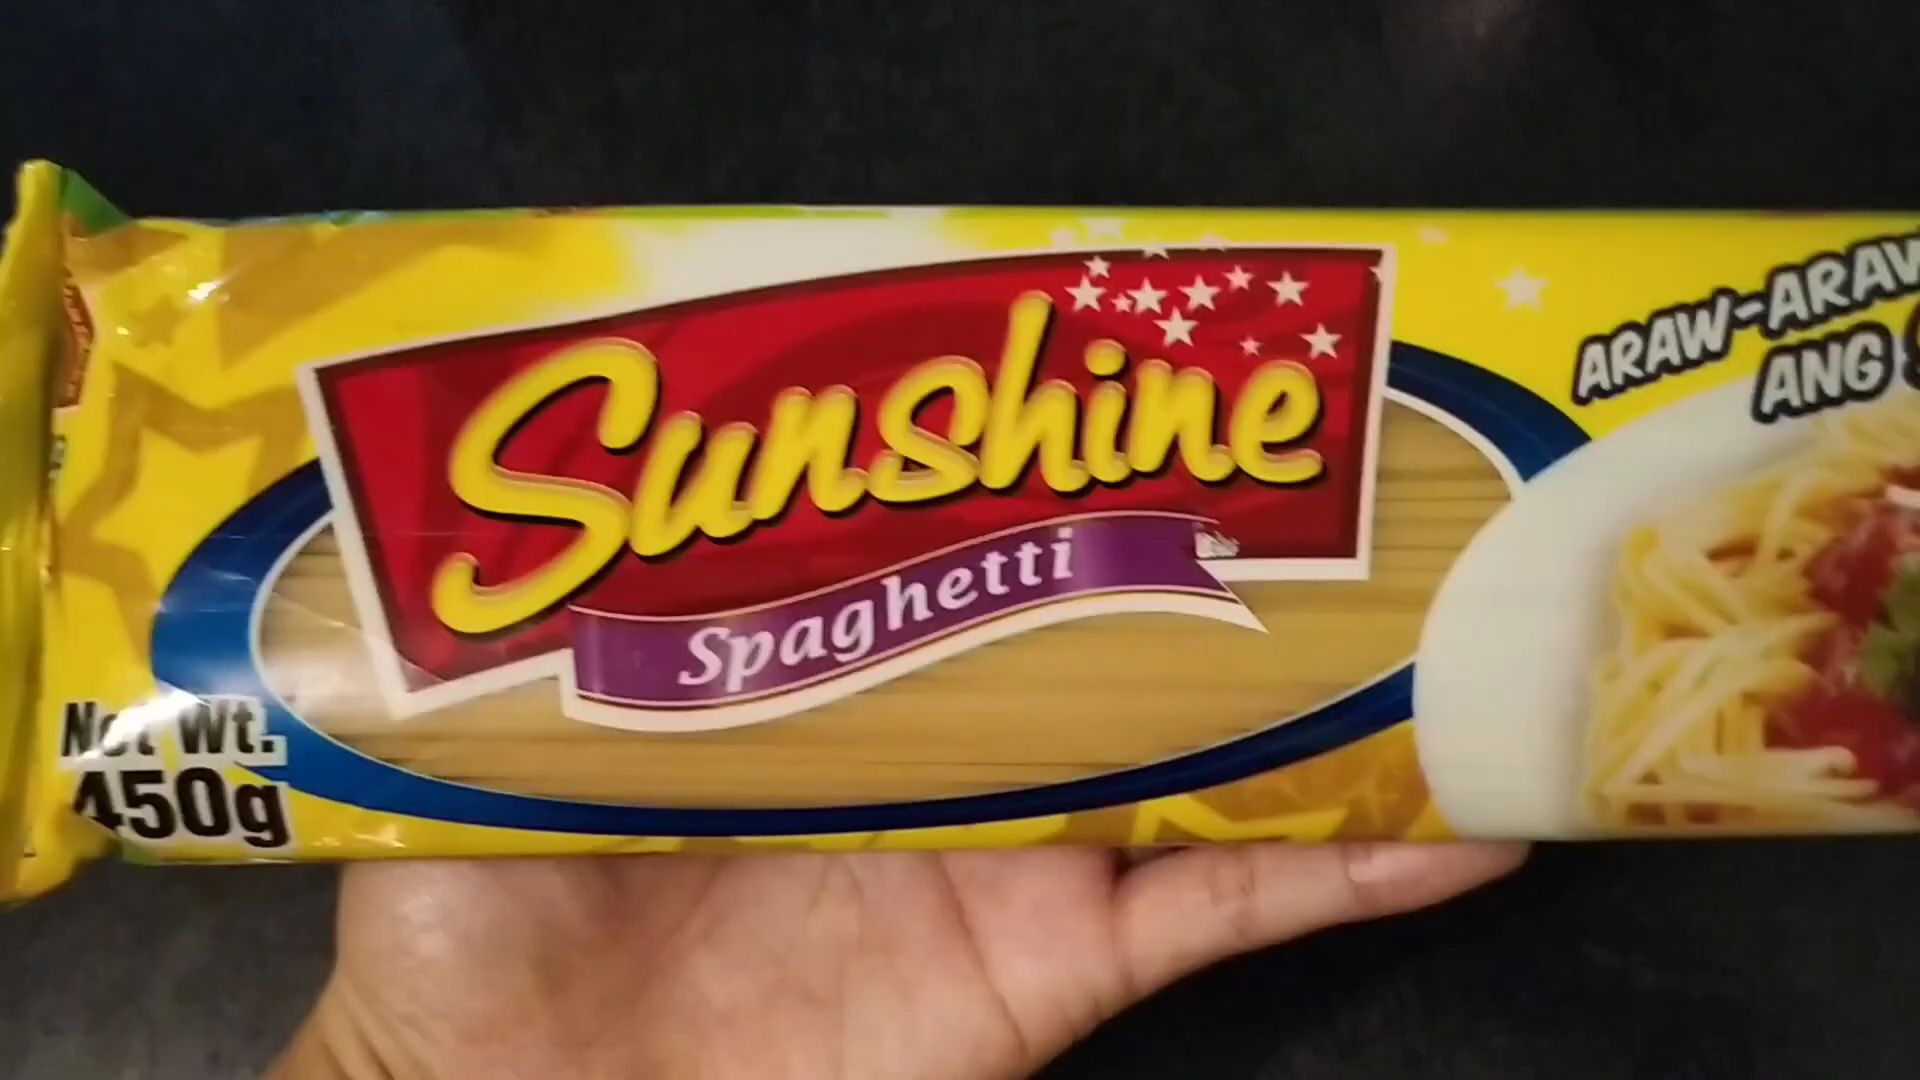 Sunshine
Spaghetti
Net Wt.
450g
ARAW-ARAW
ANG